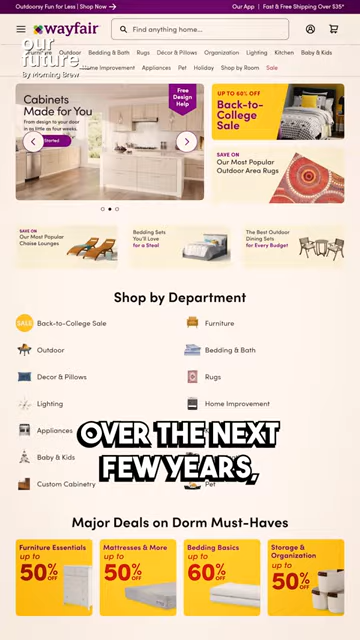 Outdoorsy Fun for Less | Shop Now
Our App | Fast & Free Shipping Over $35*
wayfair
Find anything home...
our
future
By Morning Brew
Furniture Outdoor Bedding & Bath Rugs Décor & Pillows Organization Lighting Kitchen Baby & Kids
Home Improvement Appliances Pet Holiday Shop by Room Sale
Cabinets
Made for You
From design to your door
in as little as four weeks.
Started
Free
Design
Help
UP TO 60% OFF
Back-to-
College
Sale
SAVE ON
Our Most Popular
Outdoor Area Rugs
SAVE ON
Our Most Popular
Chaise Lounges
Bedding Sets
You'll Love
for a Steal
The Best Outdoor
Dining Sets
for Every Budget
Shop by Department
SALE Back-to-College Sale
Furniture
Outdoor
Bedding & Bath
Decor & Pillows
Rugs
Lighting
Home Improvement
Appliances
OVER THE NEXT
FEW YEARS,
Baby & Kids
Custom Cabinetry
Pet
Major Deals on Dorm Must-Haves
Furniture Essentials
up to
50% OFF
Mattresses & More
up to
50% OFF
Bedding Basics
up to
60% OFF
Storage &
Organization
up to
50% OFF